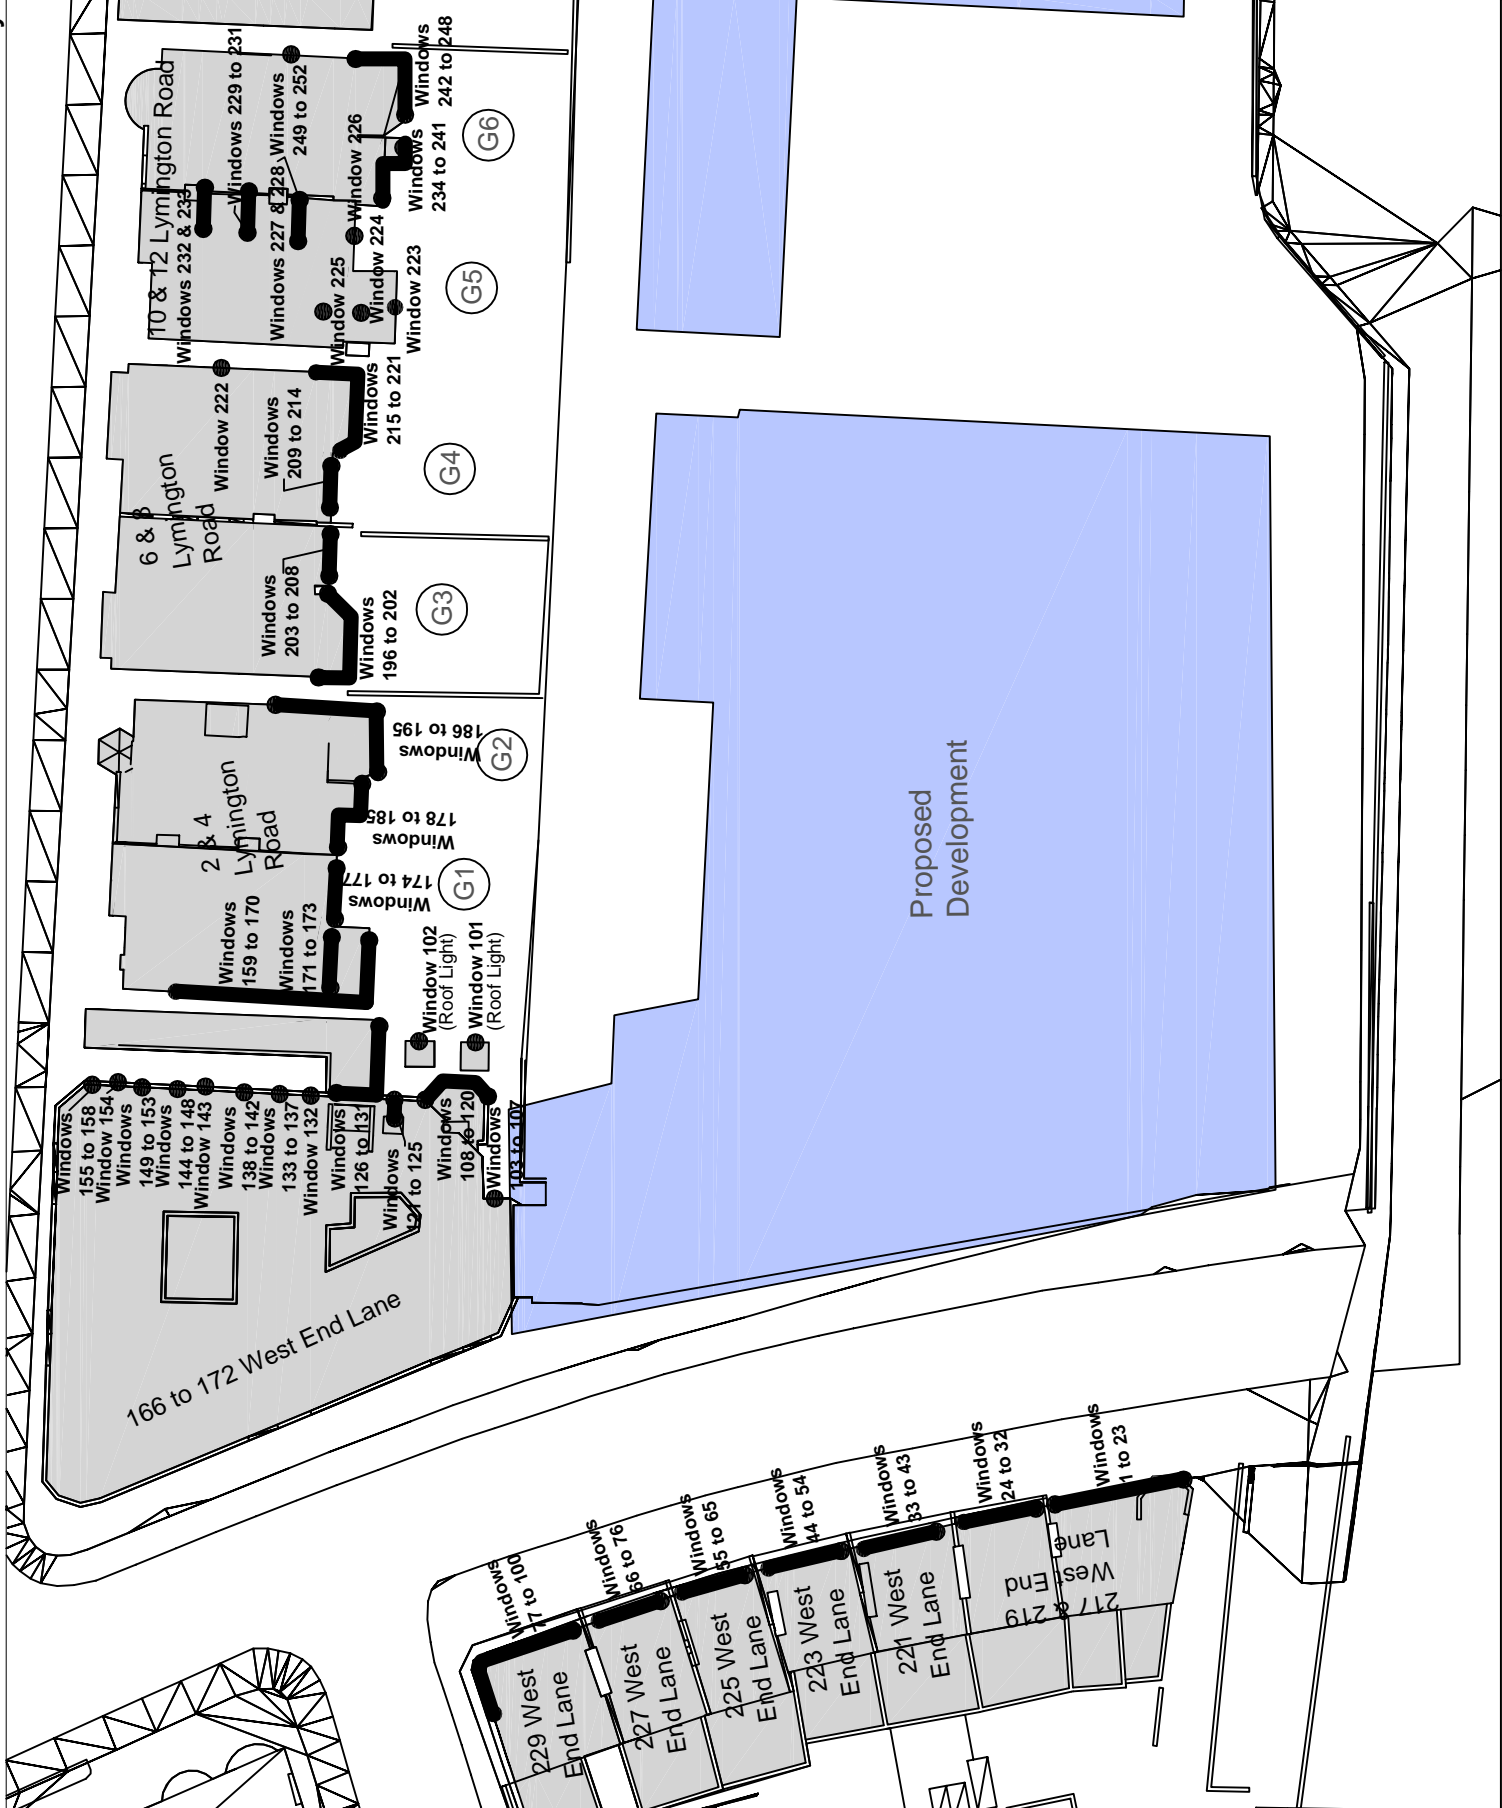 10 & 12 Lymington Road
Windows 232 & 233
Windows 229 to 231
Windows 227 & 228
Windows
249 to 252
Window 226
Windows
242 to 248
Windows
234 to 241
Window 225
Window 224
Window 223
G6
G5
6 & 8
Lymington
Road
Window 222
Windows
209 to 214
Windows
215 to 221
G4
Windows
203 to 208
Windows
196 to 202
G3
2 & 4
Lymington
Road
Windows
186 to 195
G2
Windows
178 to 185
Windows
174 to 177
G1
Windows
159 to 170
Windows
171 to 173
Window 102
(Roof Light)
Window 101
(Roof Light)
Windows
155 to 158
Window 154
Windows
149 to 153
Windows
144 to 148
Window 143
Windows
138 to 142
Windows
133 to 137
Window 132
Windows
126 to 131
Windows
121 to 125
Windows
108 to 120
Windows
103 to 107
166 to 172 West End Lane
Proposed
Development
Windows
77 to 100
Windows
66 to 76
Windows
55 to 65
Windows
44 to 54
Windows
33 to 43
Windows
24 to 32
Windows
1 to 23
229 West
End Lane
227 West
End Lane
225 West
End Lane
223 West
End Lane
221 West
End Lane
217 & 219
West End
Lane